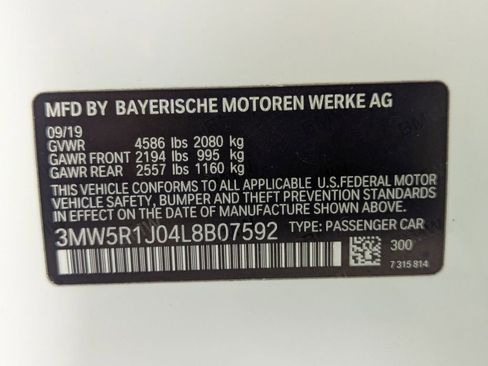 MFD BY BAYERISCHE MOTOREN WERKE AG
09/19
GVWR 4586 lbs 2080 kg
GAWR FRONT 2194 lbs 995 kg
GAWR REAR 2557 lbs 1160 kg
THIS VEHICLE CONFORMS TO ALL APPLICABLE U.S.FEDERAL MOTOR
VEHICLE SAFETY, BUMPER AND THEFT PREVENTION STANDARDS
IN EFFECT ON THE DATE OF MANUFACTURE SHOWN ABOVE.
3MW5R1J04L8B07592 TYPE: PASSENGER CAR
300
7 315 814